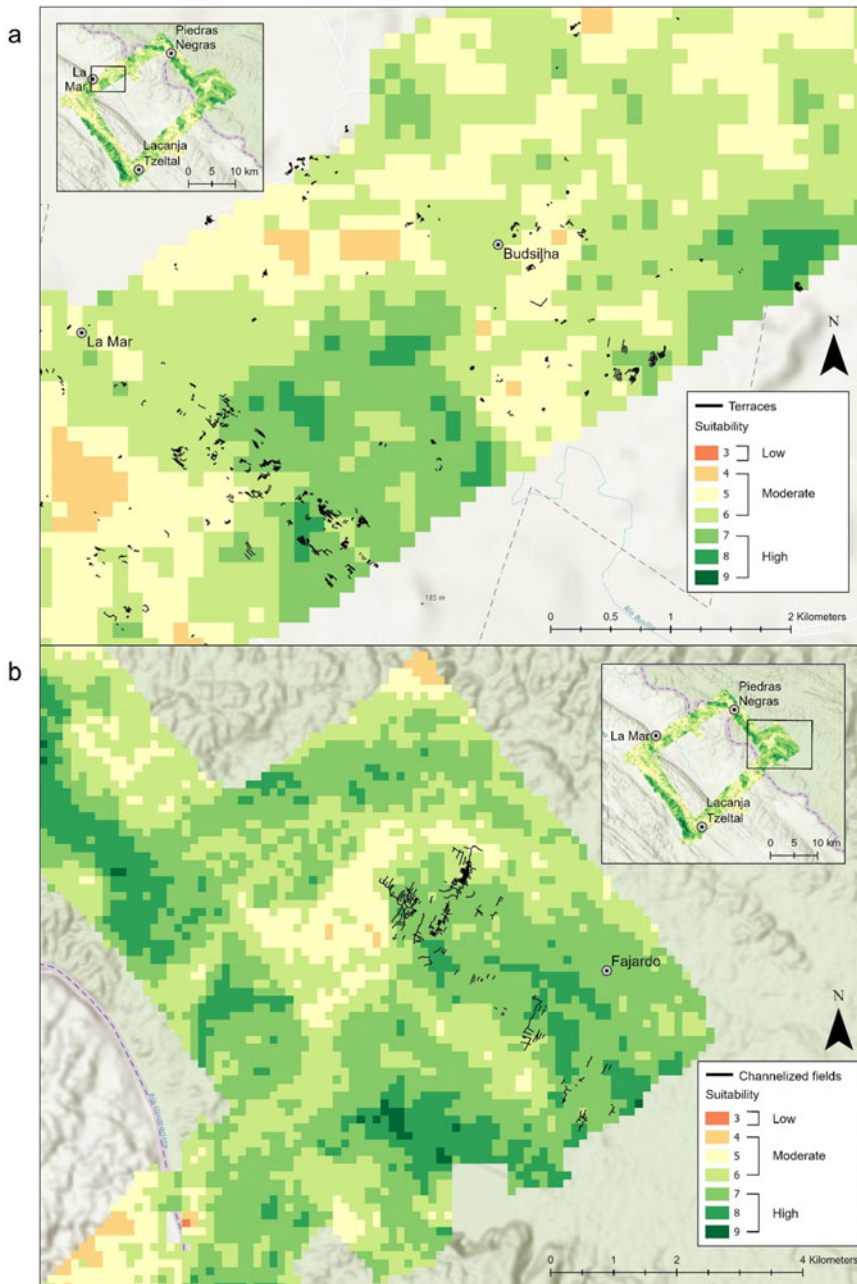 a
Piedras
Negras
La
Mar
Lacanja
Tzeltal
0 5 10 km
Budsilha
La Mar
N
Terraces
Suitability
3 Low
4
5 Moderate
6
7
8 High
9
185 m
0 0.5 1 2 Kilometers
b
Piedras
Negras
La Mar
Lacanja
Tzeltal
0 5 10 km
Fajardo
N
Channelized fields
Suitability
3 Low
4
5 Moderate
6
7
8 High
9
0 1 2 4 Kilometers